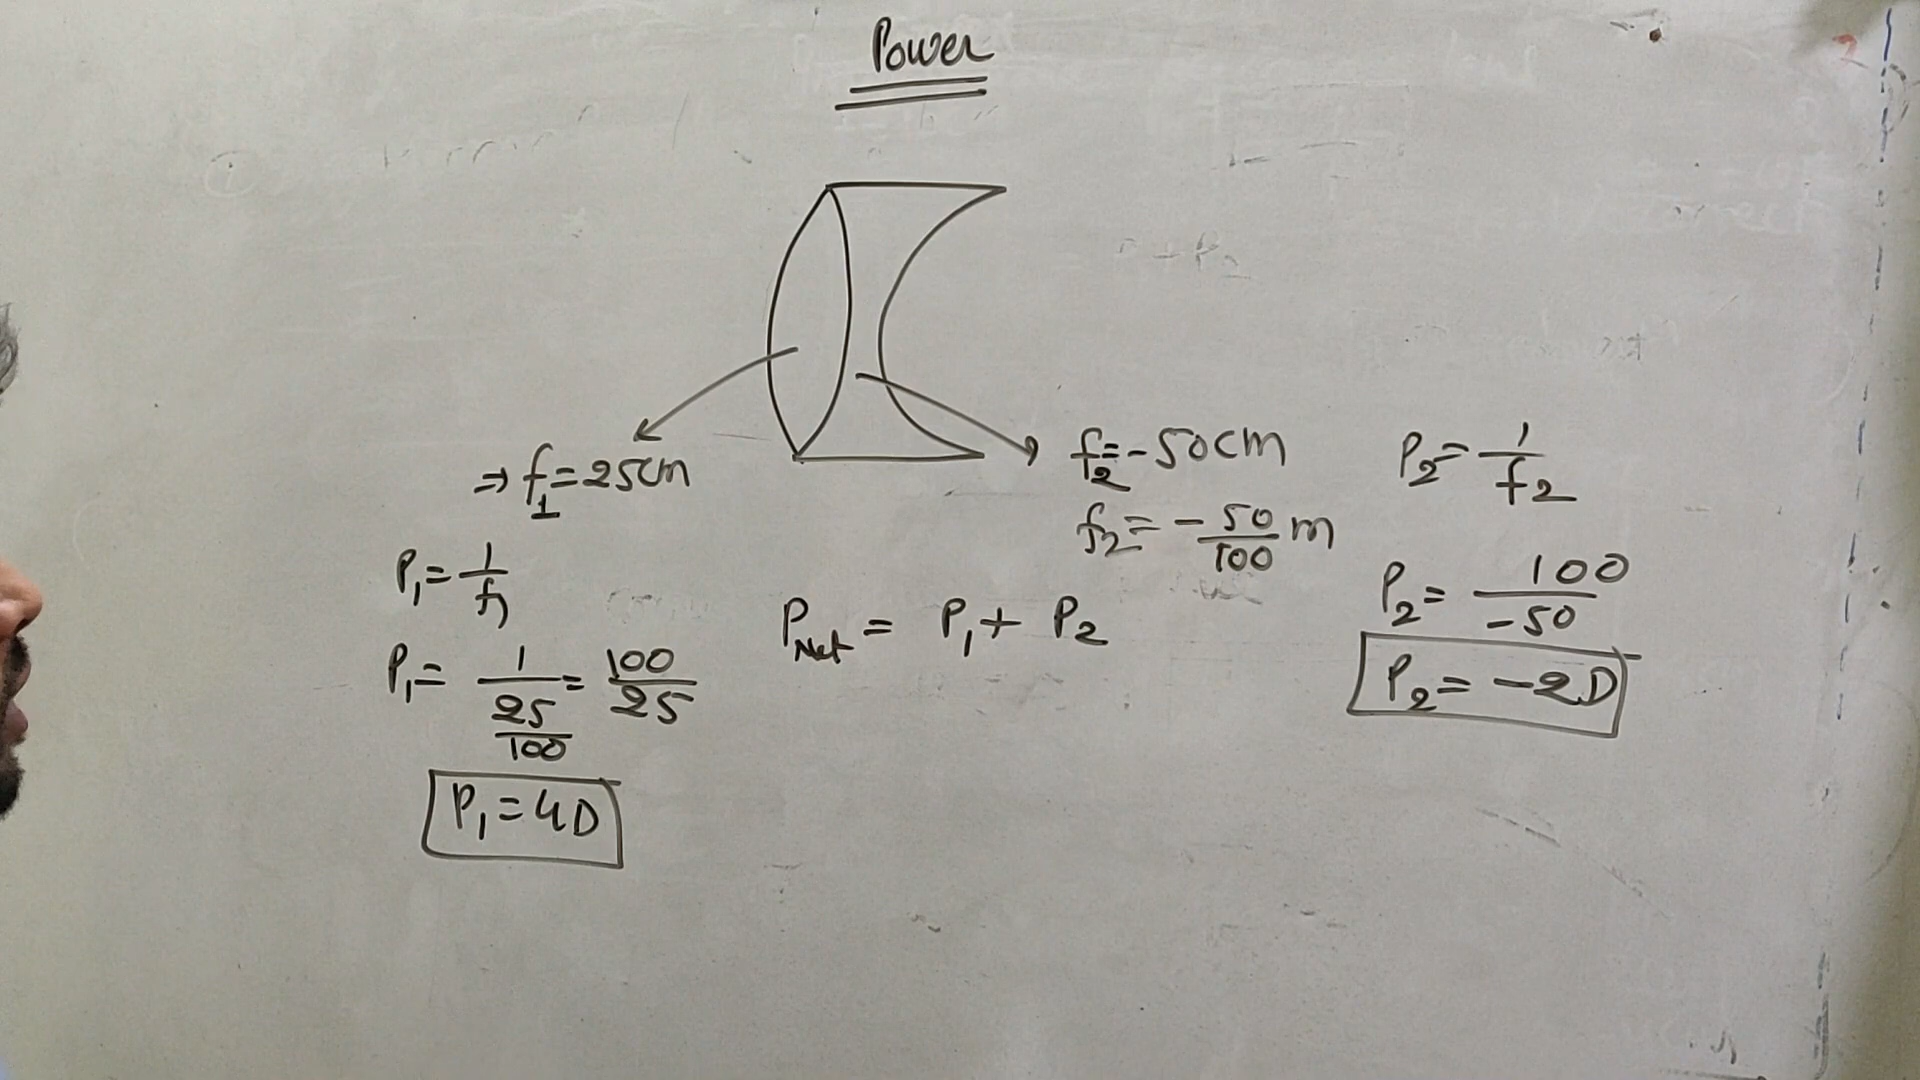 Power
⇒ f₁ = 25cm
P₁ = 1/f₁
P₁ = 1/(25/100) = 100/25
P₁ = 4D
P_Net = P₁ + P₂
f₂ = -50cm
f₂ = - 50/100 m
P₂ = 1/f₂
P₂ = 100/-50
P₂ = -2D